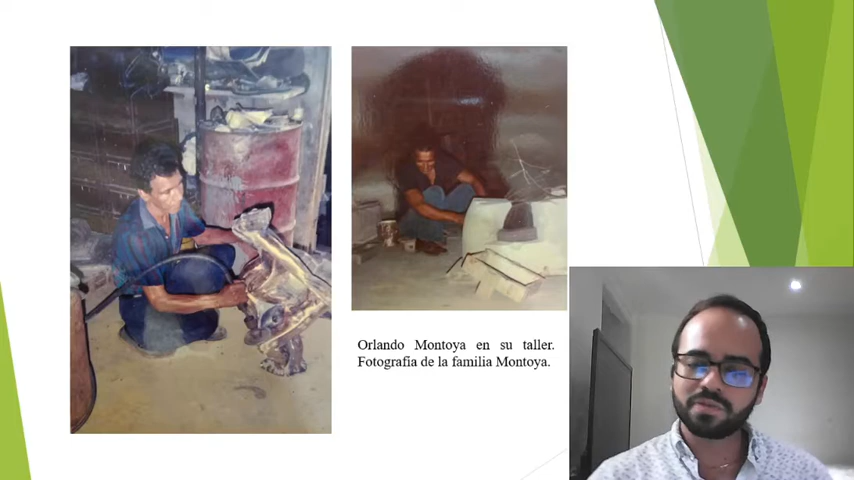 Orlando Montoya en su taller.
Fotografía de la familia Montoya.